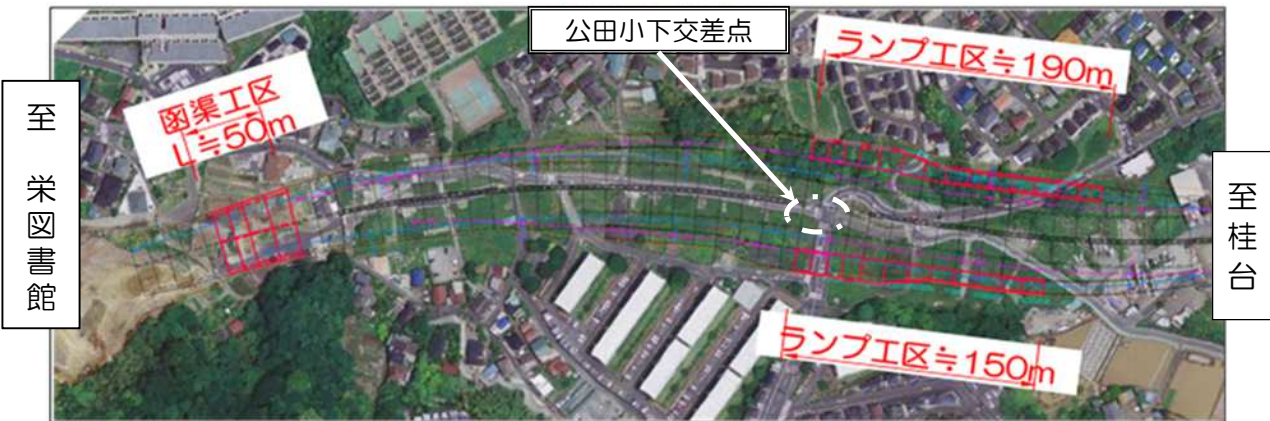 公田小下交差点
ランプ工区≒190m
函渠工区
L≒50m
至 栄図書館
至桂台
ランプ工区≒150m